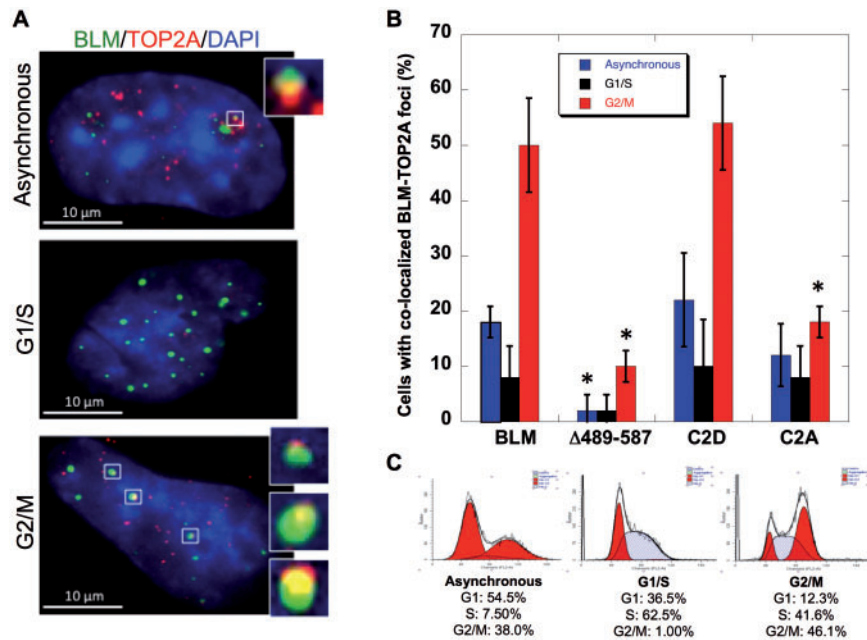 A
BLM/TOP2A/DAPI
Asynchronous
10 μm
G1/S
10 μm
G2/M
10 μm
B
Cells with co-localized BLM-TOP2A foci (%)
70
60
50
40
30
20
10
0
Asynchronous
G1/S
G2/M
*
*
*
BLM
Δ489-587
C2D
C2A
C
Asynchronous
G1: 54.5%
S: 7.50%
G2/M: 38.0%
G1/S
G1: 36.5%
S: 62.5%
G2/M: 1.00%
G2/M
G1: 12.3%
S: 41.6%
G2/M: 46.1%